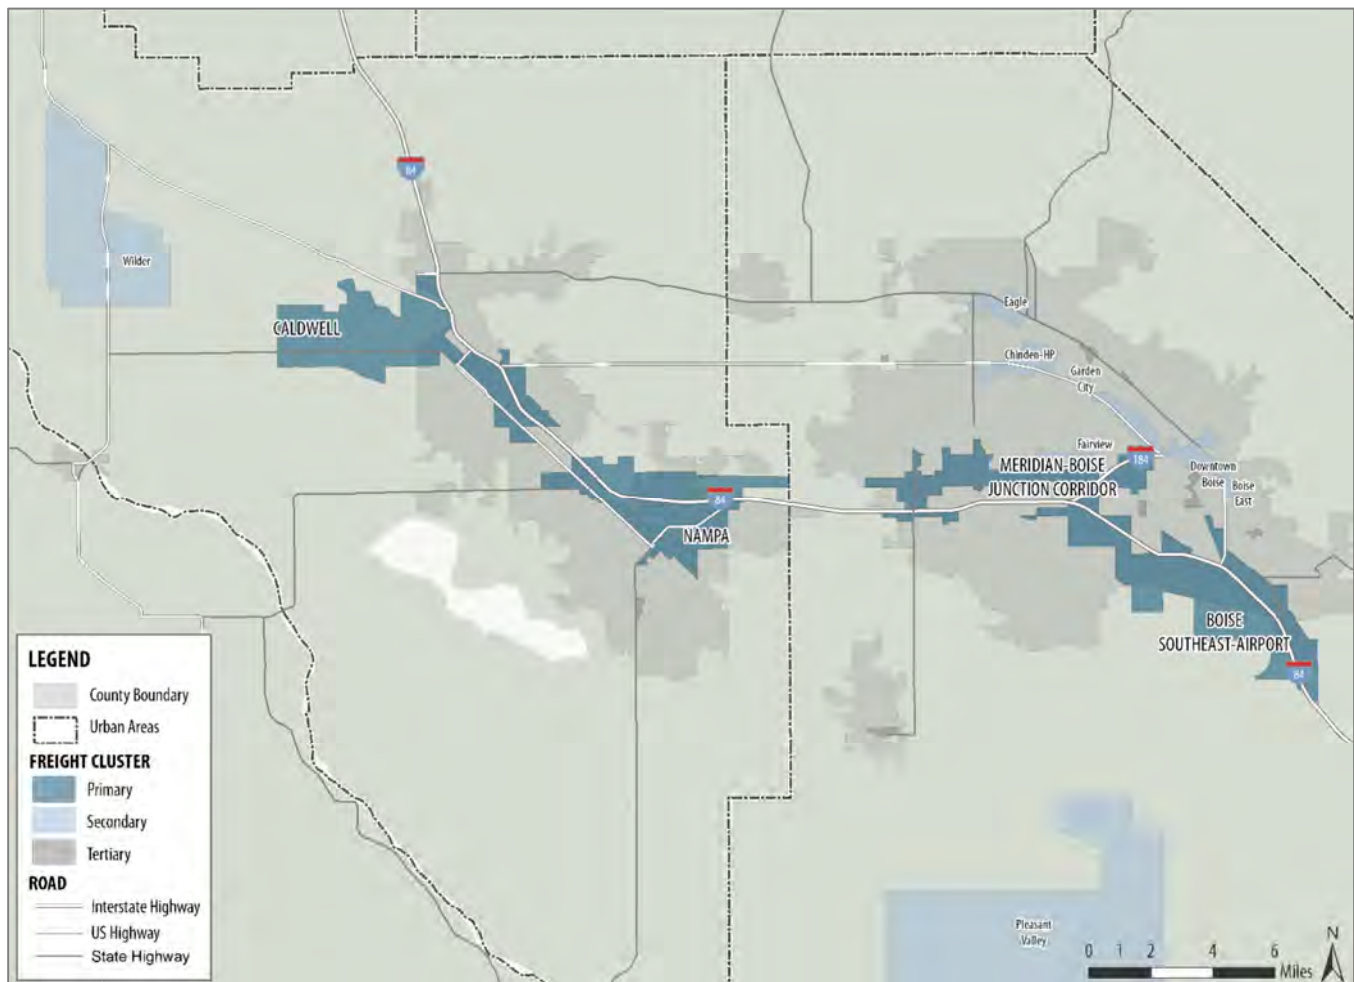 84
Wilder
CALDWELL
Eagle
Chinden-HP
Garden
City
Fairview
184
MERIDIAN-BOISE
JUNCTION CORRIDOR
Downtown
Boise
Boise
East
84
NAMPA
BOISE
SOUTHEAST-AIRPORT
84
LEGEND
County Boundary
Urban Areas
FREIGHT CLUSTER
Primary
Secondary
Tertiary
ROAD
Interstate Highway
US Highway
State Highway
Pleasant
Valley
N
0 1 2 4 6
Miles